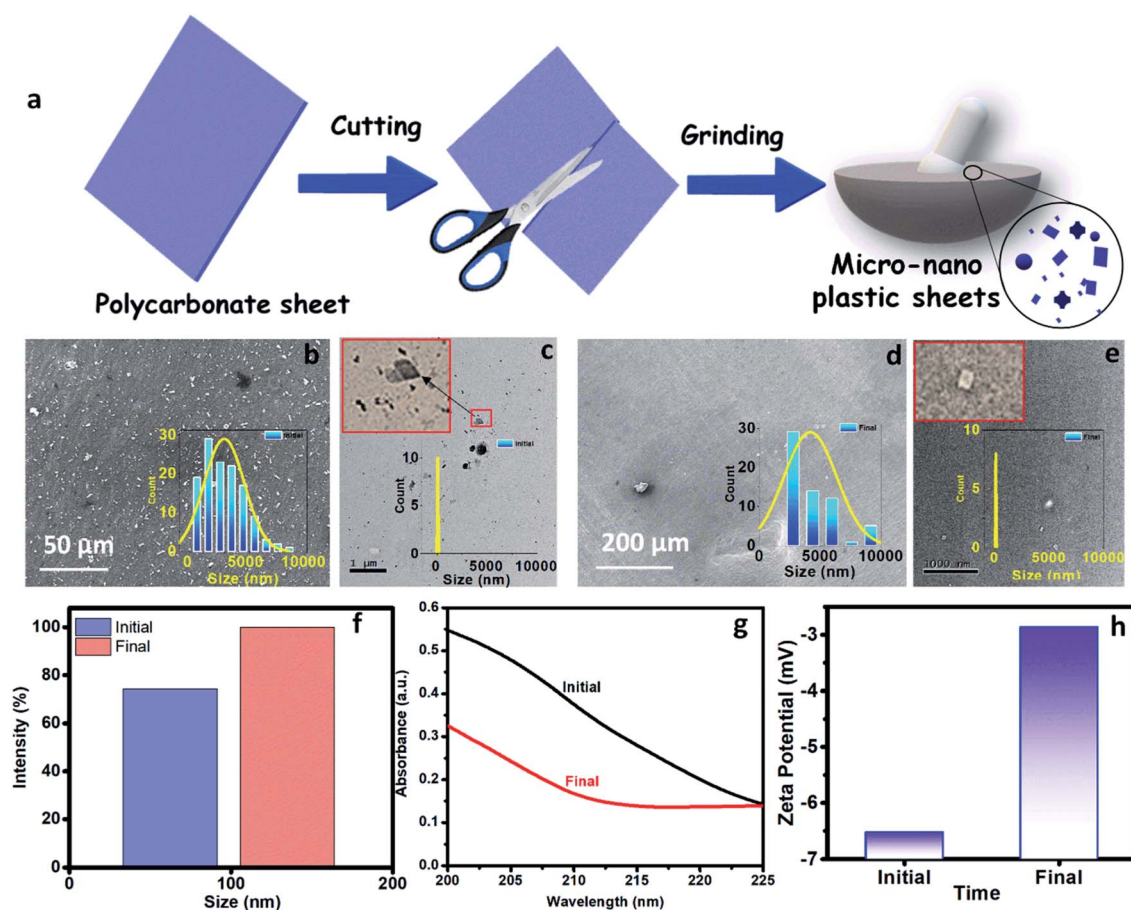 a
Cutting
Grinding
Polycarbonate sheet
Micro-nano
plastic sheets
b
30
20
10
0
Count
Initial
0
5000
10000
Size (nm)
50 µm
c
Initial
10
5
0
Count
0
5000
10000
Size (nm)
1 µm
d
30
20
10
0
Count
Final
0
5000
10000
Size (nm)
200 µm
e
Final
10
5
0
Count
0
5000
10000
Size (nm)
1000 nm
f
Initial
Final
100
80
60
40
20
0
Intensity (%)
0
100
200
Size (nm)
g
0.6
0.5
0.4
0.3
0.2
0.1
0.0
Absorbance (a.u.)
Initial
Final
200
205
210
215
220
225
Wavelength (nm)
h
-3
-4
-5
-6
-7
Zeta Potential (mV)
Initial
Final
Time